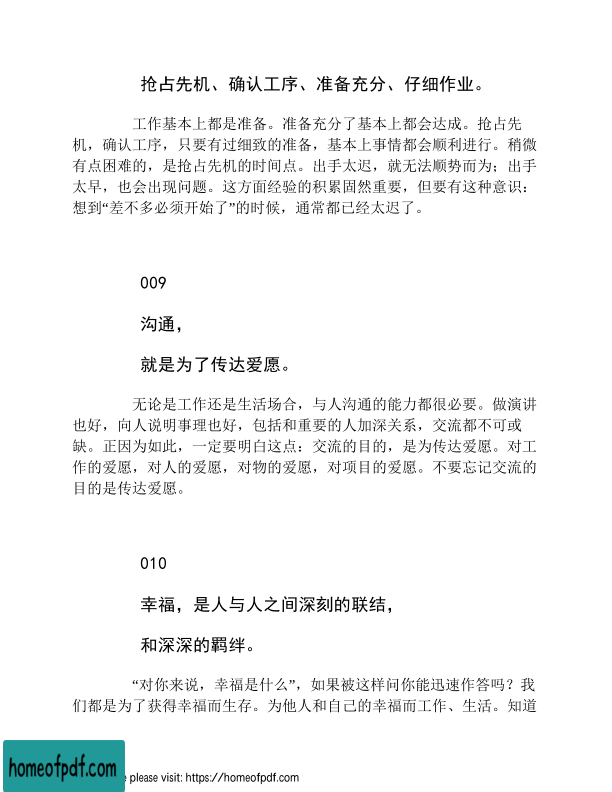 抢占先机、确认工序、准备充分、仔细作业。
工作基本上都是准备。准备充分了基本上都会达成。抢占先
机，确认工序，只要有过细致的准备，基本上事情都会顺利进行。稍微
有点困难的，是抢占先机的时间点。出手太迟，就无法顺势而为；出手
太早，也会出现问题。这方面经验的积累固然重要，但要有这种意识：
想到“差不多必须开始了”的时候，通常都已经太迟了。
009
沟通，
就是为了传达爱愿。
无论是工作还是生活场合，与人沟通的能力都很必要。做演讲
也好，向人说明事理也好，包括和重要的人加深关系，交流都不可或
缺。正因为如此，一定要明白这点：交流的目的，是为传达爱愿。对工
作的爱愿，对人的爱愿，对物的爱愿，对项目的爱愿。不要忘记交流的
目的是传达爱愿。
010
幸福，是人与人之间深刻的联结，
和深深的羁绊。
“对你来说，幸福是什么”，如果被这样问你能迅速作答吗？我
们都是为了获得幸福而生存。为他人和自己的幸福而工作、生活。知道
homeofpdf.com
e please visit: https://homeofpdf.com